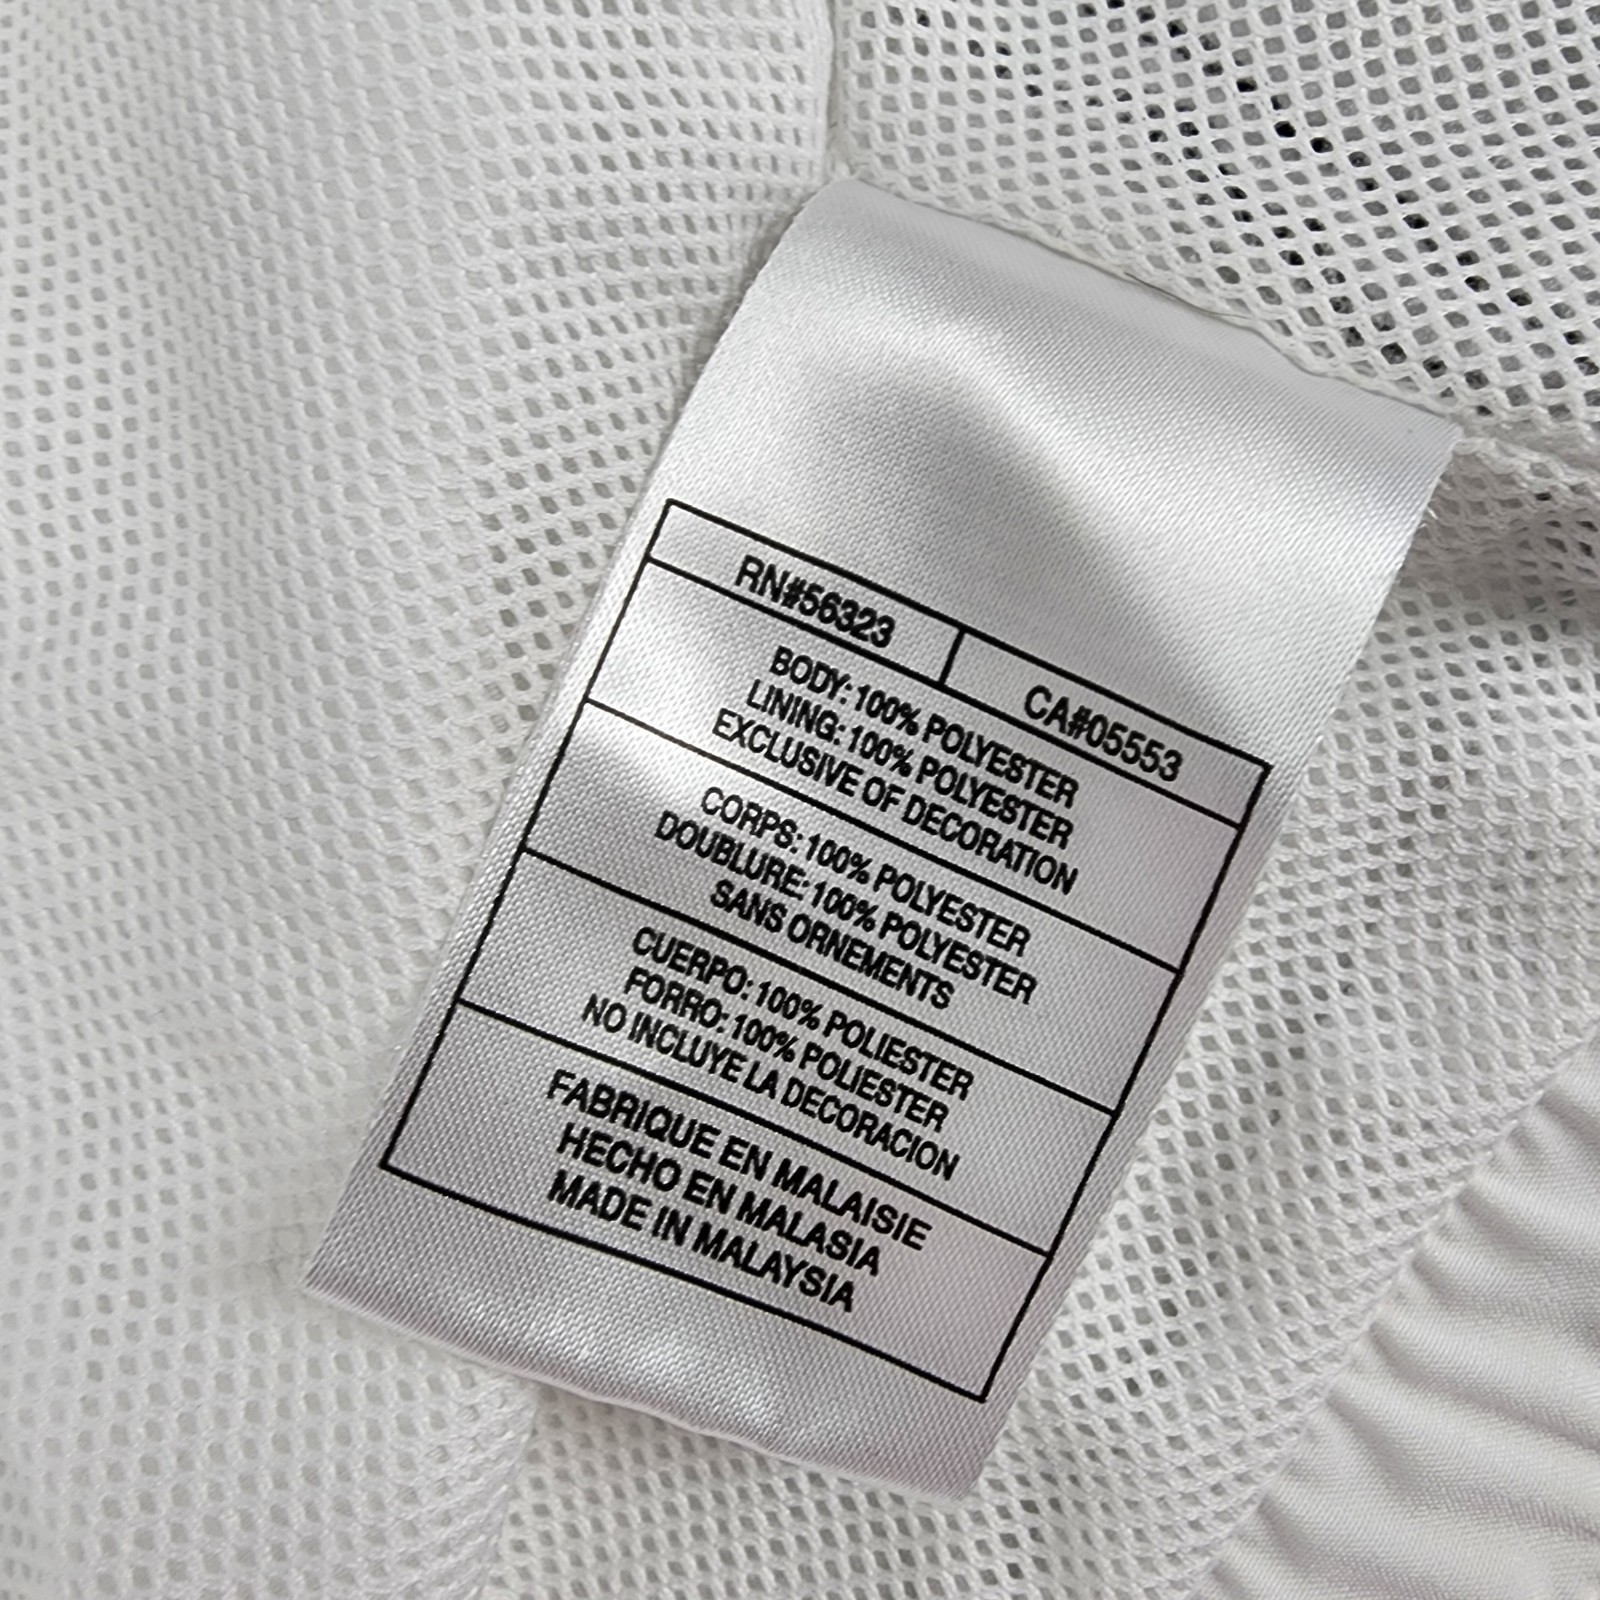 RN#56323 CA#05553
BODY: 100% POLYESTER
LINING: 100% POLYESTER
EXCLUSIVE OF DECORATION
CORPS: 100% POLYESTER
DOUBLURE: 100% POLYESTER
SANS ORNEMENTS
CUERPO: 100% POLIESTER
FORRO: 100% POLIESTER
NO INCLUYE LA DECORACION
FABRIQUE EN MALAISIE
HECHO EN MALASIA
MADE IN MALAYSIA